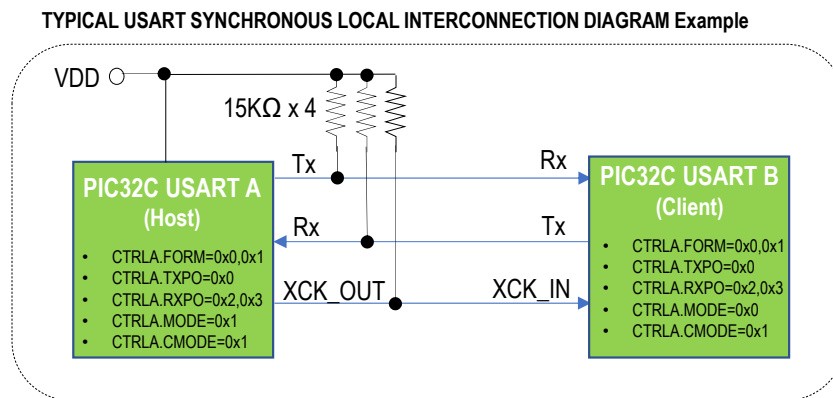 TYPICAL USART SYNCHRONOUS LOCAL INTERCONNECTION DIAGRAM Example
VDD
15KΩ x 4
Tx
Rx
PIC32C USART A
(Host)
• CTRLA.FORM=0x0,0x1
• CTRLA.TXPO=0x0
• CTRLA.RXPO=0x2,0x3
• CTRLA.MODE=0x1
• CTRLA.CMODE=0x1
Rx
Tx
XCK_OUT
XCK_IN
PIC32C USART B
(Client)
• CTRLA.FORM=0x0,0x1
• CTRLA.TXPO=0x0
• CTRLA.RXPO=0x2,0x3
• CTRLA.MODE=0x0
• CTRLA.CMODE=0x1